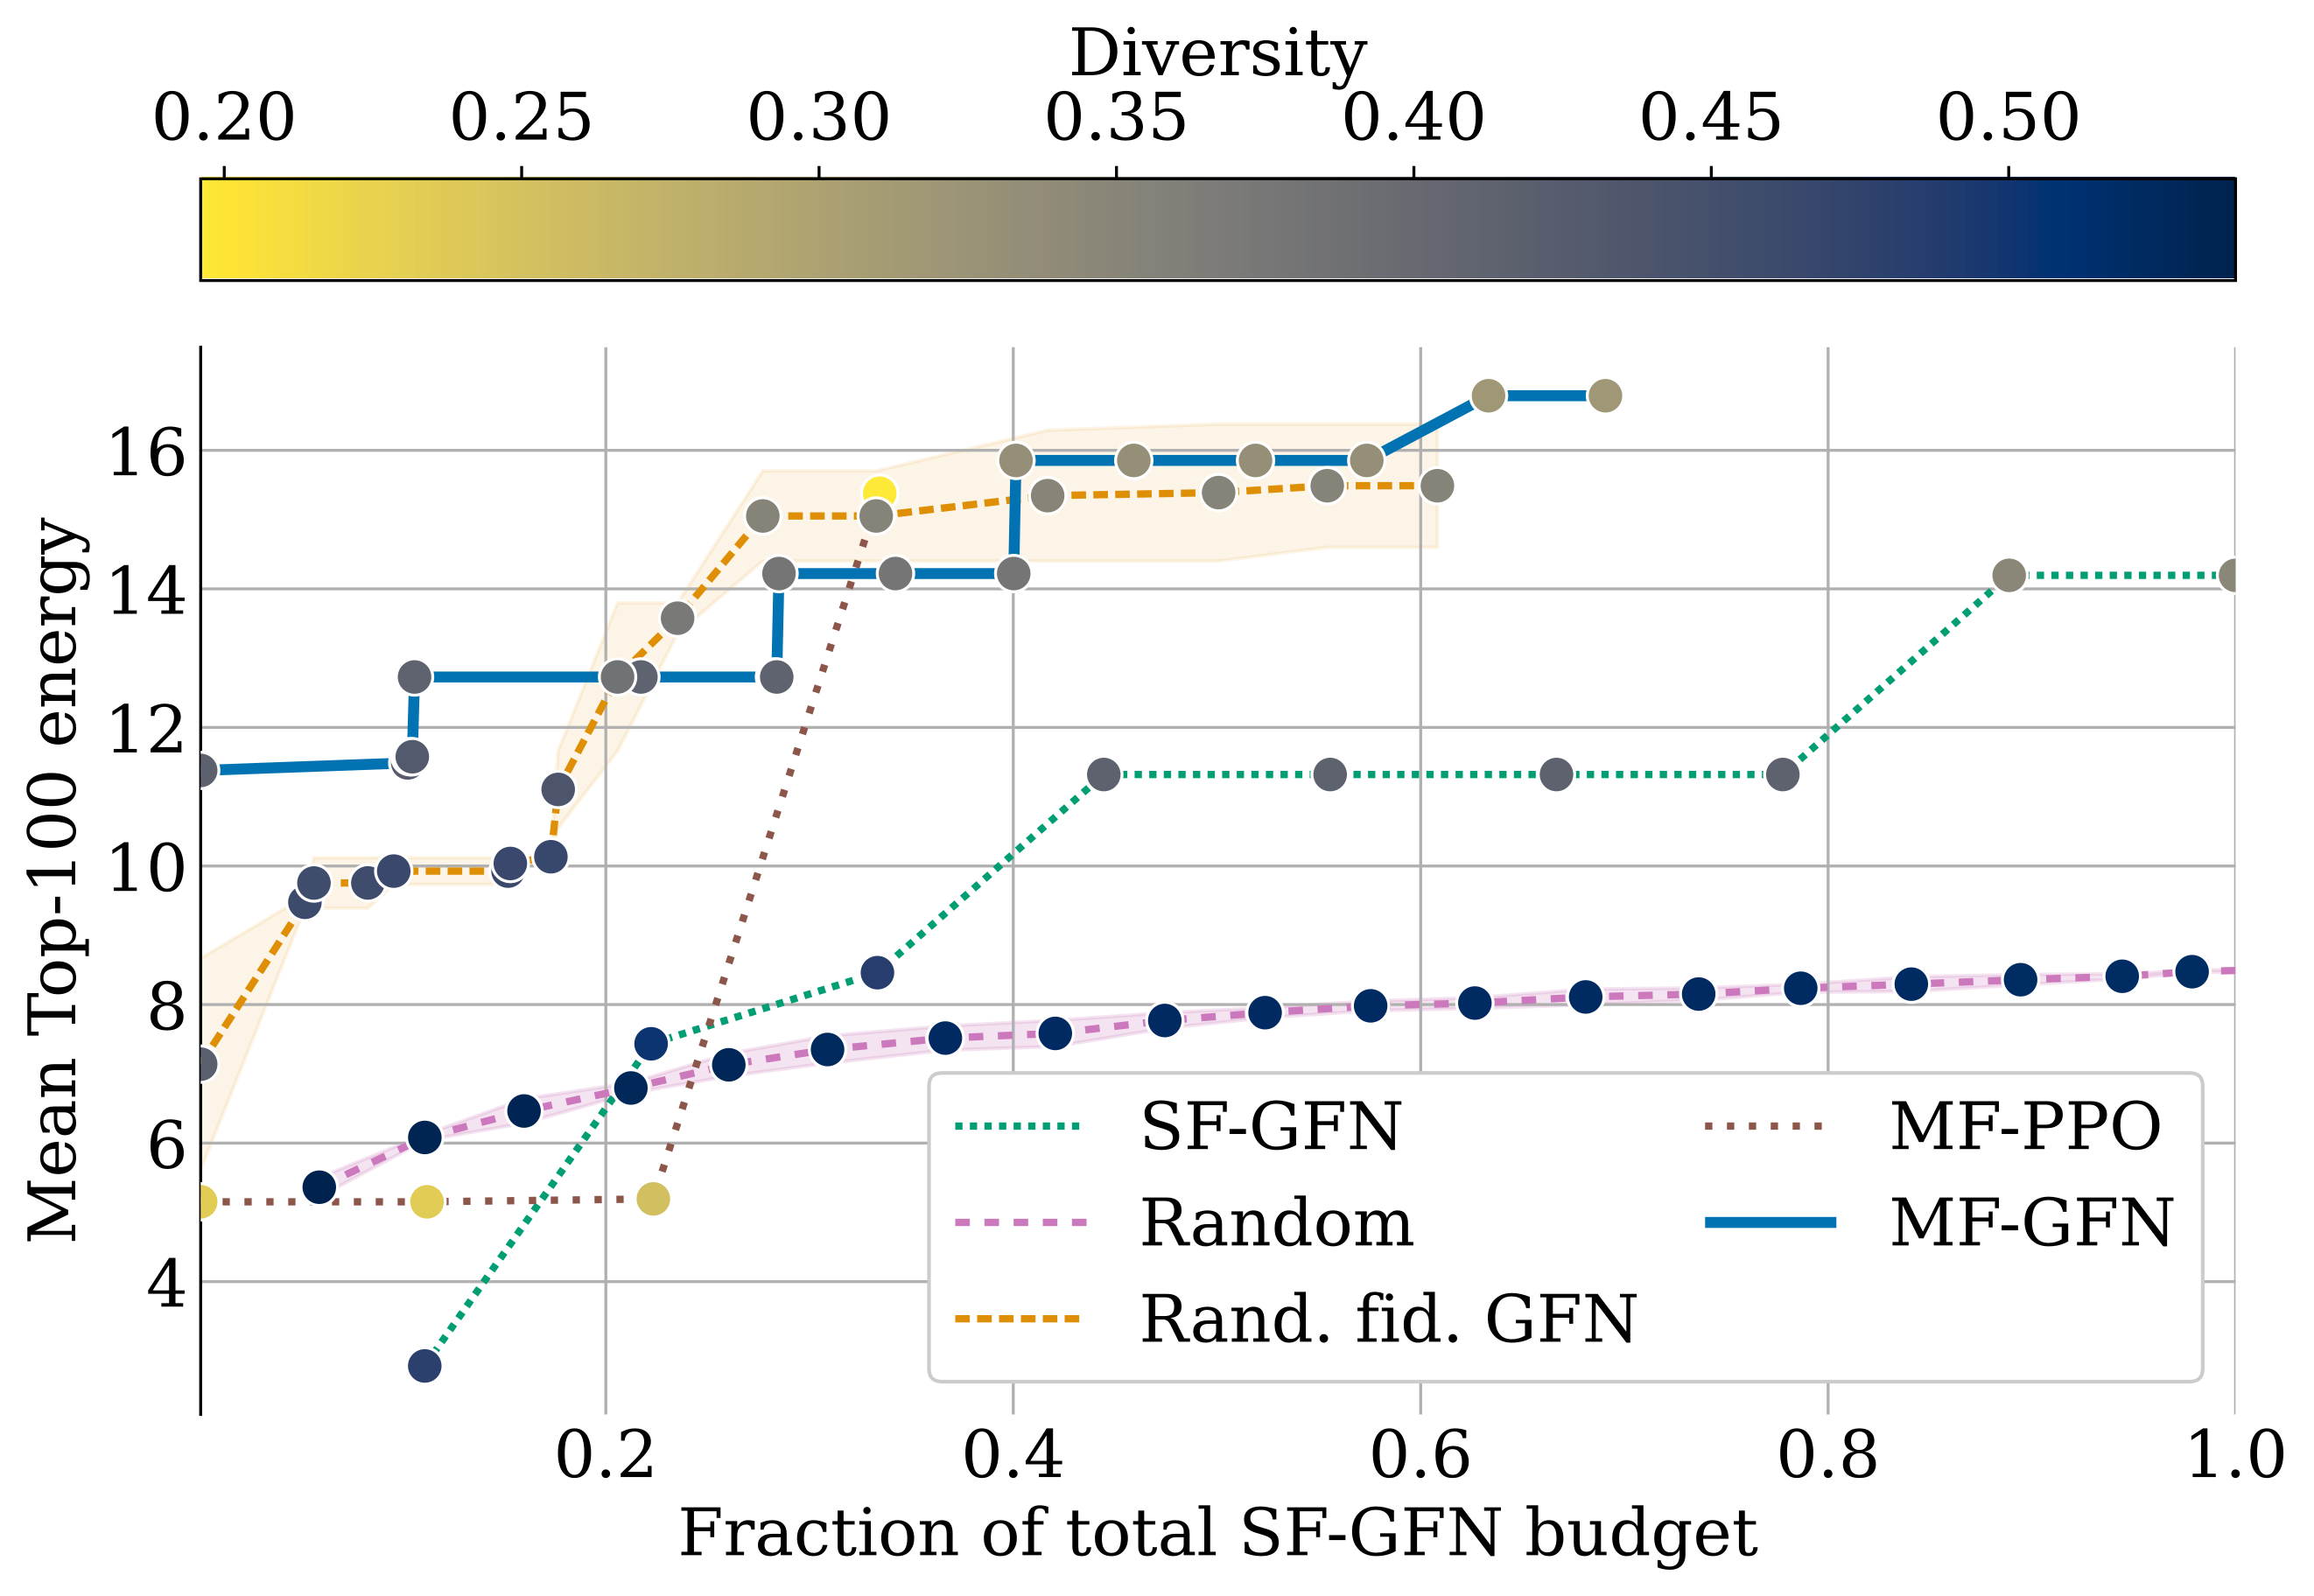 Diversity
0.20 0.25 0.30 0.35 0.40 0.45 0.50
Mean Top-100 energy
16
14
12
10
8
6
4
SF-GFN
Random
Rand. fid. GFN
MF-PPO
MF-GFN
0.2 0.4 0.6 0.8 1.0
Fraction of total SF-GFN budget